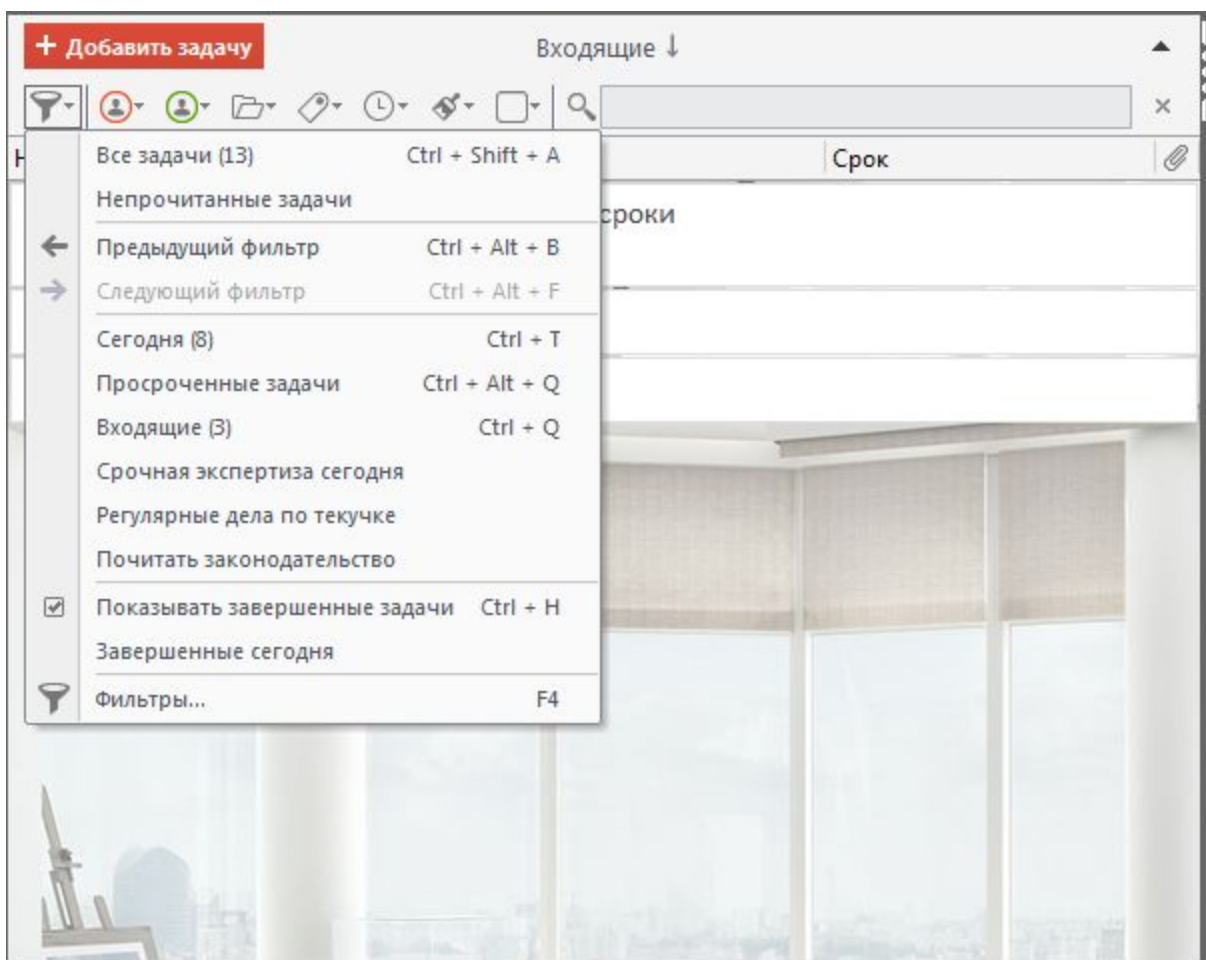 + Добавить задачу
Входящие ↓
Н
Срок
сроки
Все задачи (13) Ctrl + Shift + A
Непрочитанные задачи
Предыдущий фильтр Ctrl + Alt + B
Следующий фильтр Ctrl + Alt + F
Сегодня (8) Ctrl + T
Просроченные задачи Ctrl + Alt + Q
Входящие (3) Ctrl + Q
Срочная экспертиза сегодня
Регулярные дела по текучке
Почитать законодательство
Показывать завершенные задачи Ctrl + H
Завершенные сегодня
Фильтры... F4